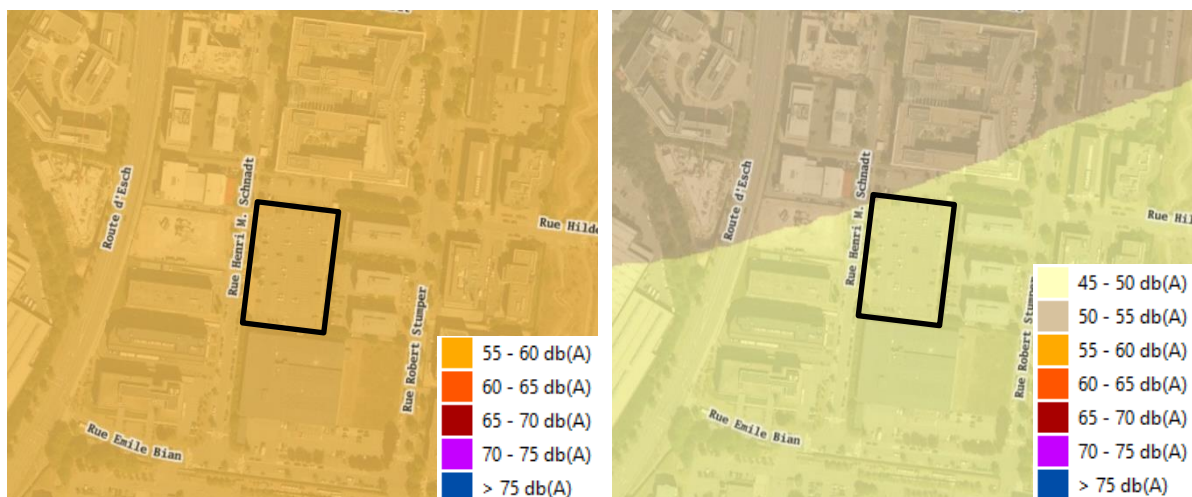 Route d'Esch
Rue Henri M. Schnadt
Rue Hilde
Rue Robert Stumper
Rue Emile Bian
55 - 60 db(A)
60 - 65 db(A)
65 - 70 db(A)
70 - 75 db(A)
> 75 db(A)
Route d'Esch
Rue Henri M. Schnadt
Rue Hil
Rue Robert Stumper
Rue Emile Bian
45 - 50 db(A)
50 - 55 db(A)
55 - 60 db(A)
60 - 65 db(A)
65 - 70 db(A)
70 - 75 db(A)
> 75 db(A)